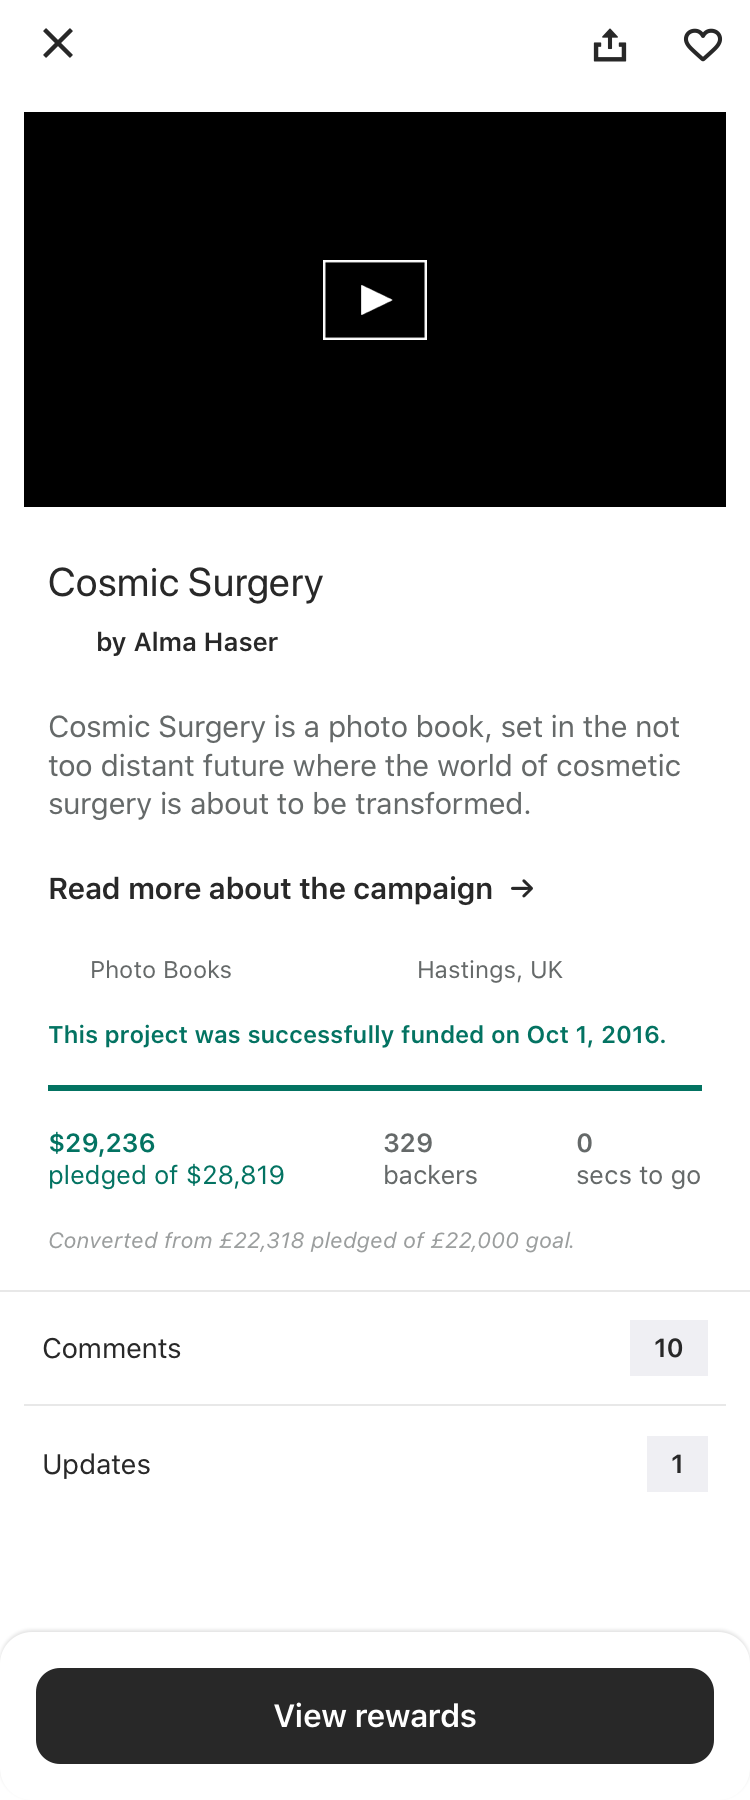 Cosmic Surgery
by Alma Haser
Cosmic Surgery is a photo book, set in the not
too distant future where the world of cosmetic
surgery is about to be transformed.
Read more about the campaign →
Photo Books
Hastings, UK
This project was successfully funded on Oct 1, 2016.
$29,236
pledged of $28,819
329
backers
0
secs to go
Converted from £22,318 pledged of £22,000 goal.
Comments
10
Updates
1
View rewards